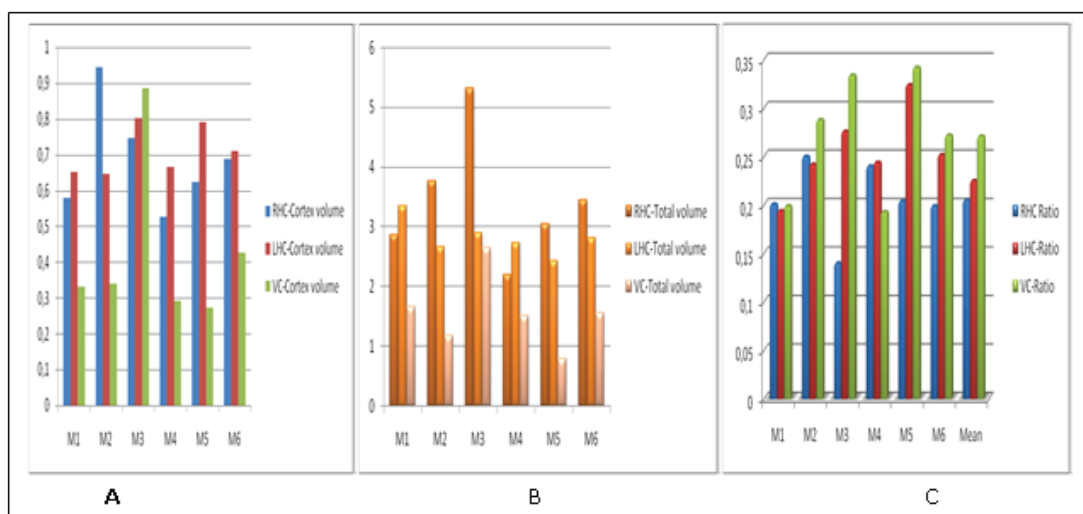 1
0,9
0,8
0,7
0,6
0,5
0,4
0,3
0,2
0,1
0
M1 M2 M3 M4 M5 M6
RHC-Cortex volume
LHC-Cortex volume
VC-Cortex volume
A
6
5
4
3
2
1
0
M1 M2 M3 M4 M5 M6
RHC-Total volume
LHC-Total volume
VC-Total volume
B
0,35
0,3
0,25
0,2
0,15
0,1
0,05
0
M1 M2 M3 M4 M5 M6 Mean
RHC Ratio
LHC-Ratio
VC-Ratio
C